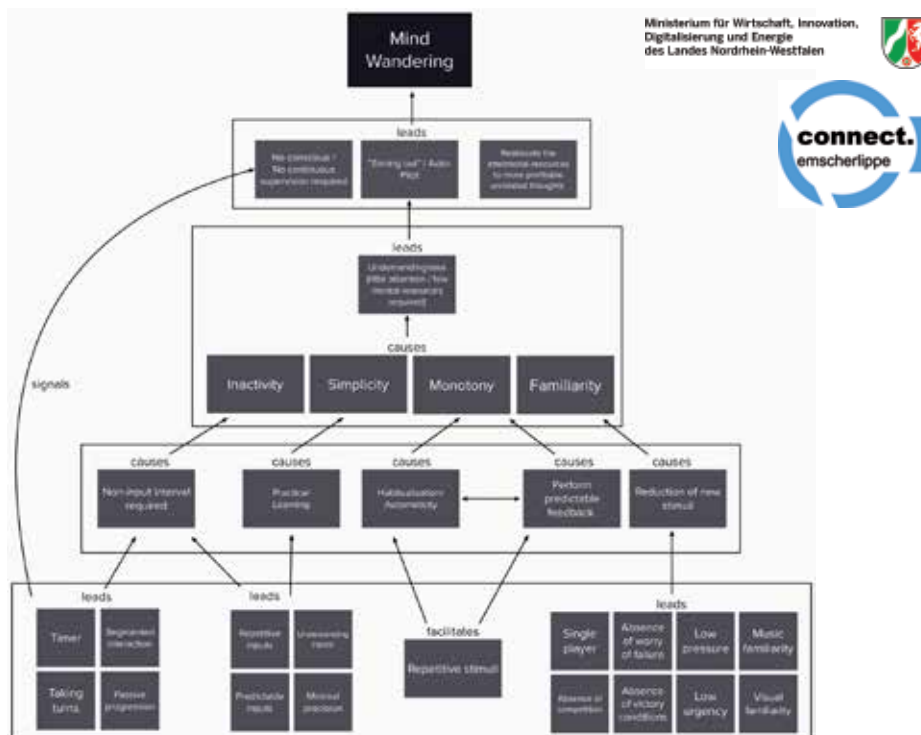 Ministerium für Wirtschaft, Innovation,
Digitalisierung und Energie
des Landes Nordrhein-Westfalen
connect.
emscherlippe
Mind
Wandering
leads
No conscious /
No continuous
supervision required
"Zoning out" / Auto-
Pilot
Reallocate the
attentional resources
to more profitable
unrelated thoughts
leads
Undemandingness
(little attention / few
mental resources
required)
causes
Inactivity
Simplicity
Monotony
Familiarity
signals
causes
causes
causes
causes
causes
Non-input interval
required
Practice/
Learning
Habitualisation/
Automaticity
Perform
predictable
feedback
Reduction of new
stimuli
leads
leads
facilitates
leads
Timer
Segmented
interaction
Taking
turns
Passive
progression
Repetitive
inputs
Predictable
inputs
Minimal
precision
Repetitive stimuli
Single
player
Absence
of worry
of failure
Low
pressure
Music
familiarity
Absence of
competition
Absence
of victory
conditions
Low
urgency
Visual
familiarity